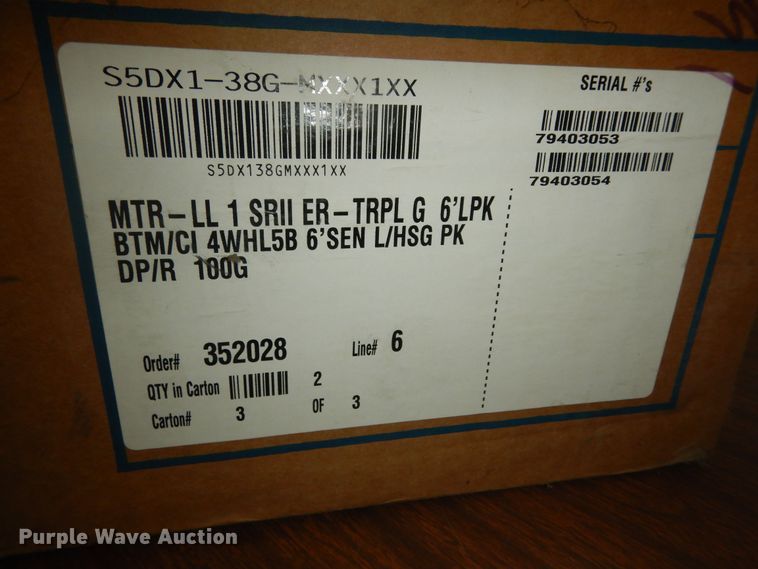 S5DX1-38G-MXXX1XX
S5DX138GMXXX1XX
SERIAL #'s
79403053
79403054
MTR-LL 1 SRII ER-TRPL G 6'LPK
BTM/CI 4WHL5B 6'SEN L/HSG PK
DP/R 100G
Order# 352028 Line# 6
QTY in Carton 2
Carton# 3 OF 3
Purple Wave Auction